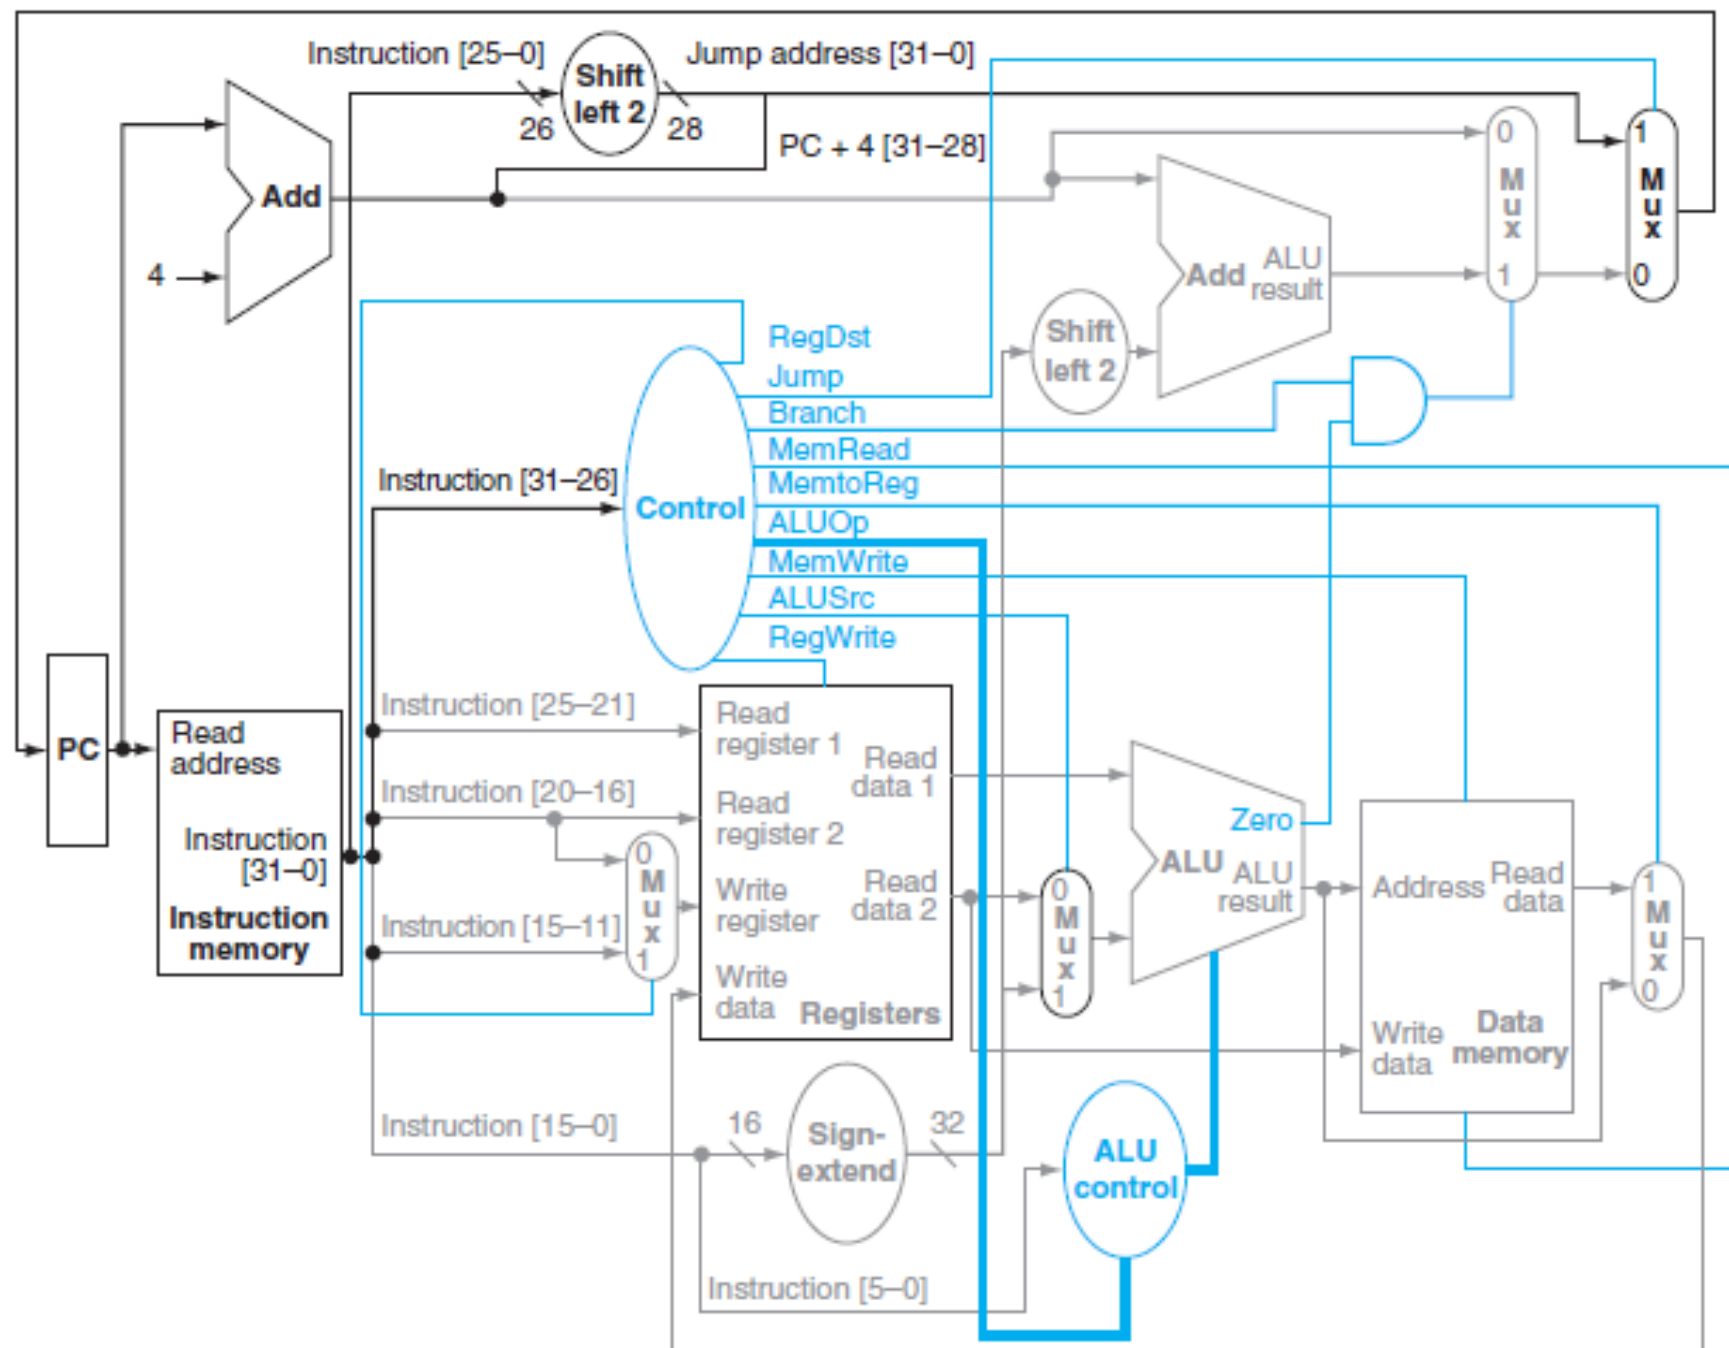 Instruction [25–0]
Shift
left 2
Jump address [31–0]
26
28
PC + 4 [31–28]
Add
4
0
M
u
x
1
1
M
u
x
0
Add
ALU
result
Shift
left 2
RegDst
Jump
Branch
MemRead
MemtoReg
ALUOp
MemWrite
ALUSrc
RegWrite
Instruction [31–26]
Control
PC
Read
address
Instruction
[31–0]
Instruction
memory
Instruction [25–21]
Instruction [20–16]
Instruction [15–11]
0
M
u
x
1
Read
register 1
Read
register 2
Write
register
Write
data
Read
data 1
Read
data 2
Registers
0
M
u
x
1
Zero
ALU
ALU
result
Address
Read
data
Write
data
Data
memory
1
M
u
x
0
Instruction [15–0]
16
Sign-
extend
32
ALU
control
Instruction [5–0]